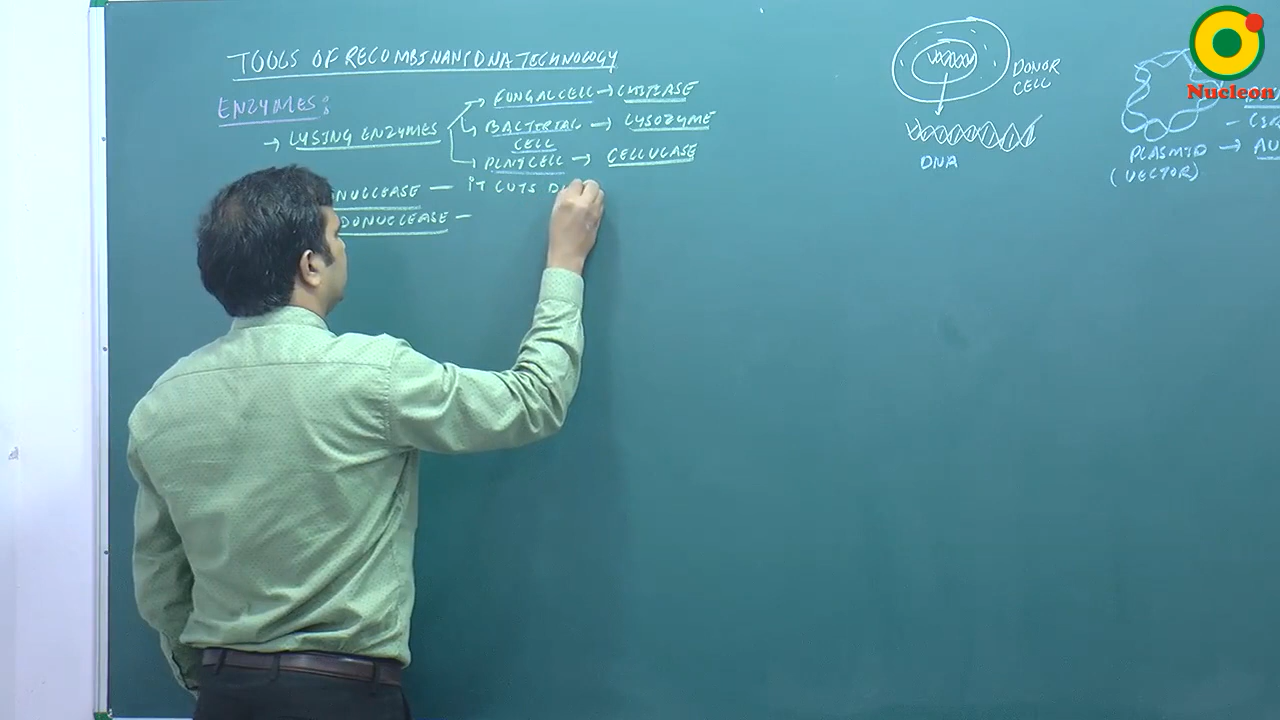 TOOLS OF RECOMBINANT DNA TECHNOLOGY
ENZYMES:
→ LYSING ENZYMES
→ FUNGAL CELL → CHITIASE
→ BACTERIAL CELL → LYSOZYME
→ PLANT CELL → CELLULASE
NUCLEASE — IT CUTS
DONUCLEASE —
DONOR
CELL
DNA
PLASMID →
(VECTOR)
Nucleon